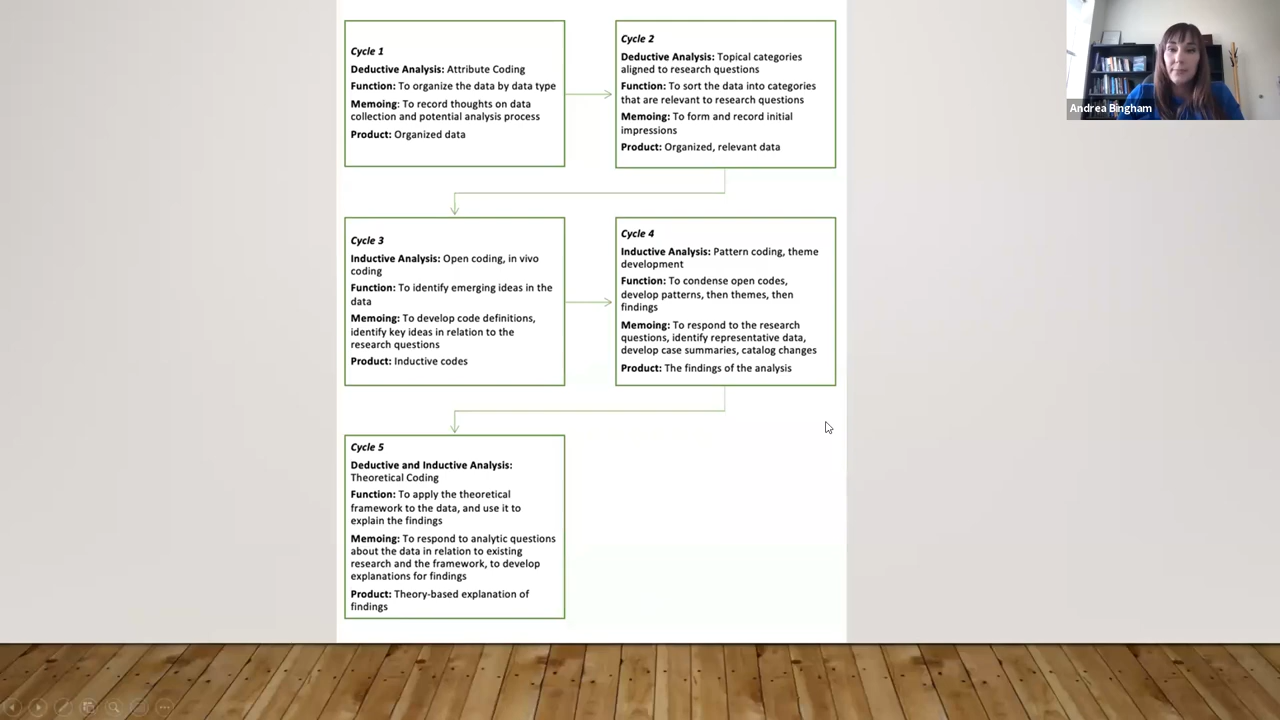 Cycle 1
Deductive Analysis: Attribute Coding
Function: To organize the data by data type
Memoing: To record thoughts on data
collection and potential analysis process
Product: Organized data
Cycle 2
Deductive Analysis: Topical categories
aligned to research questions
Function: To sort the data into categories
that are relevant to research questions
Memoing: To form and record initial
impressions
Product: Organized, relevant data
Cycle 3
Inductive Analysis: Open coding, in vivo
coding
Function: To identify emerging ideas in the
data
Memoing: To develop code definitions,
identify key ideas in relation to the
research questions
Product: Inductive codes
Cycle 4
Inductive Analysis: Pattern coding, theme
development
Function: To condense open codes,
develop patterns, then themes, then
findings
Memoing: To respond to the research
questions, identify representative data,
develop case summaries, catalog changes
Product: The findings of the analysis
Cycle 5
Deductive and Inductive Analysis:
Theoretical Coding
Function: To apply the theoretical
framework to the data, and use it to
explain the findings
Memoing: To respond to analytic questions
about the data in relation to existing
research and the framework, to develop
explanations for findings
Product: Theory-based explanation of
findings
Andrea Bingham